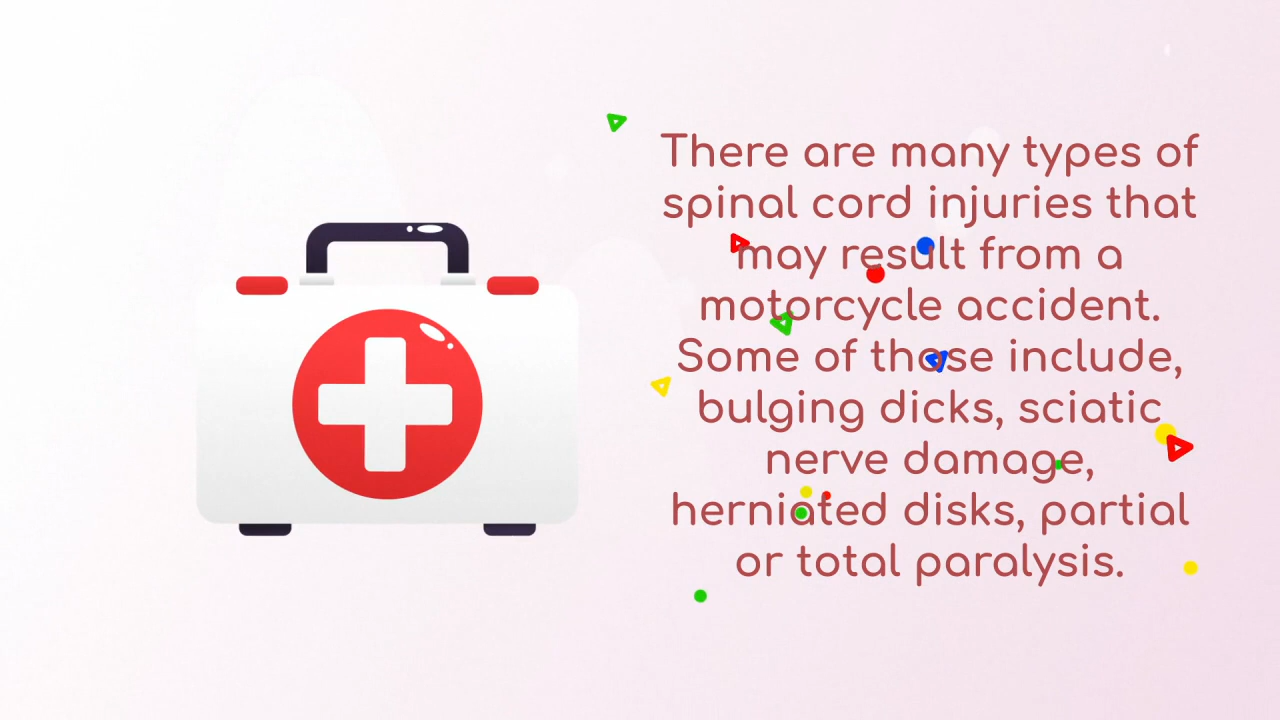 There are many types of
spinal cord injuries that
may result from a
motorcycle accident.
Some of those include,
bulging dicks, sciatic
nerve damage,
herniated disks, partial
or total paralysis.